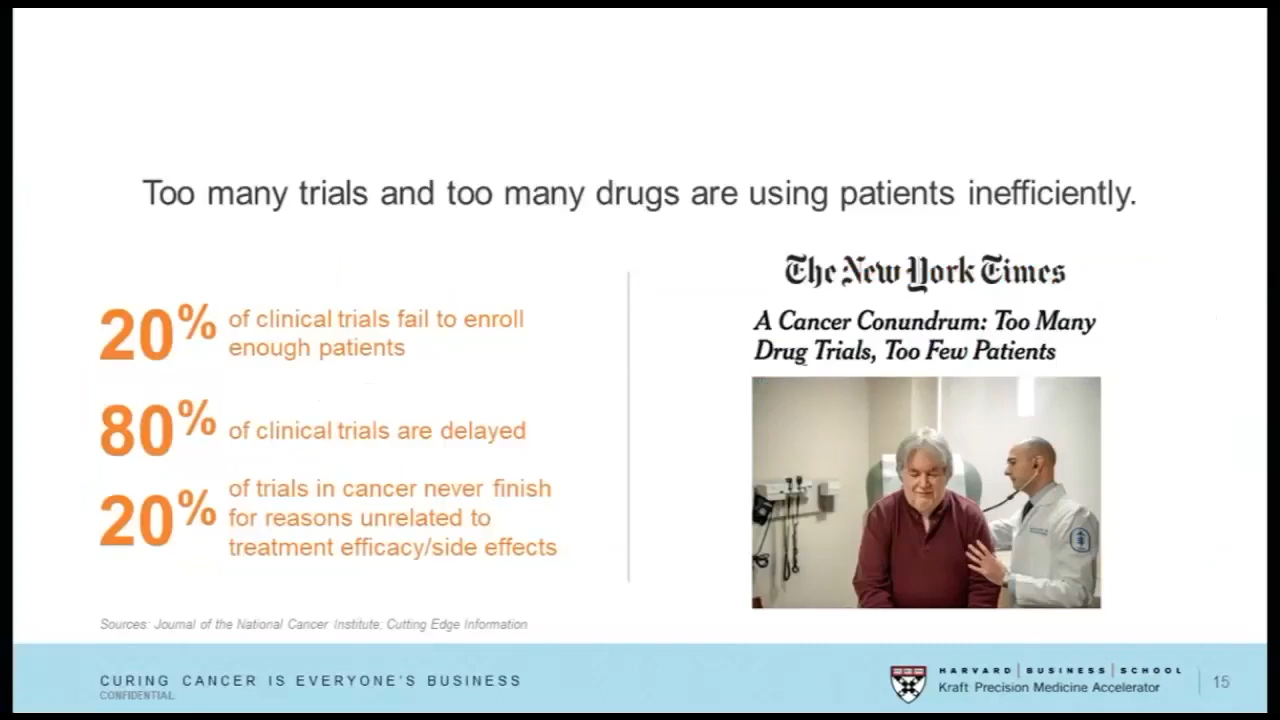 Too many trials and too many drugs are using patients inefficiently.
20%
of clinical trials fail to enroll
enough patients
80%
of clinical trials are delayed
20%
of trials in cancer never finish
for reasons unrelated to
treatment efficacy/side effects
Sources: Journal of the National Cancer Institute; Cutting Edge Information
The New York Times
A Cancer Conundrum: Too Many
Drug Trials, Too Few Patients
CURING CANCER IS EVERYONE'S BUSINESS
CONFIDENTIAL
HARVARD | BUSINESS | SCHOOL
Kraft Precision Medicine Accelerator
15